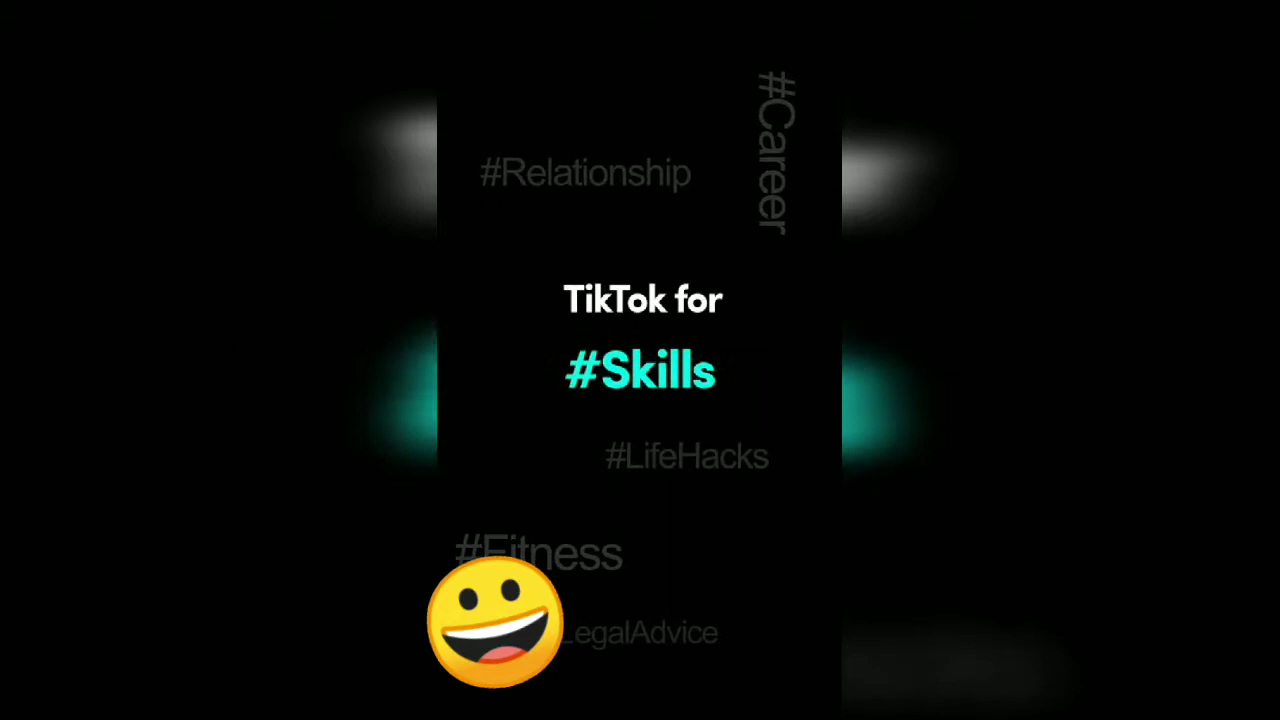 #Career
#Relationship
TikTok for
#Skills
#LifeHacks
#Fitness
LegalAdvice